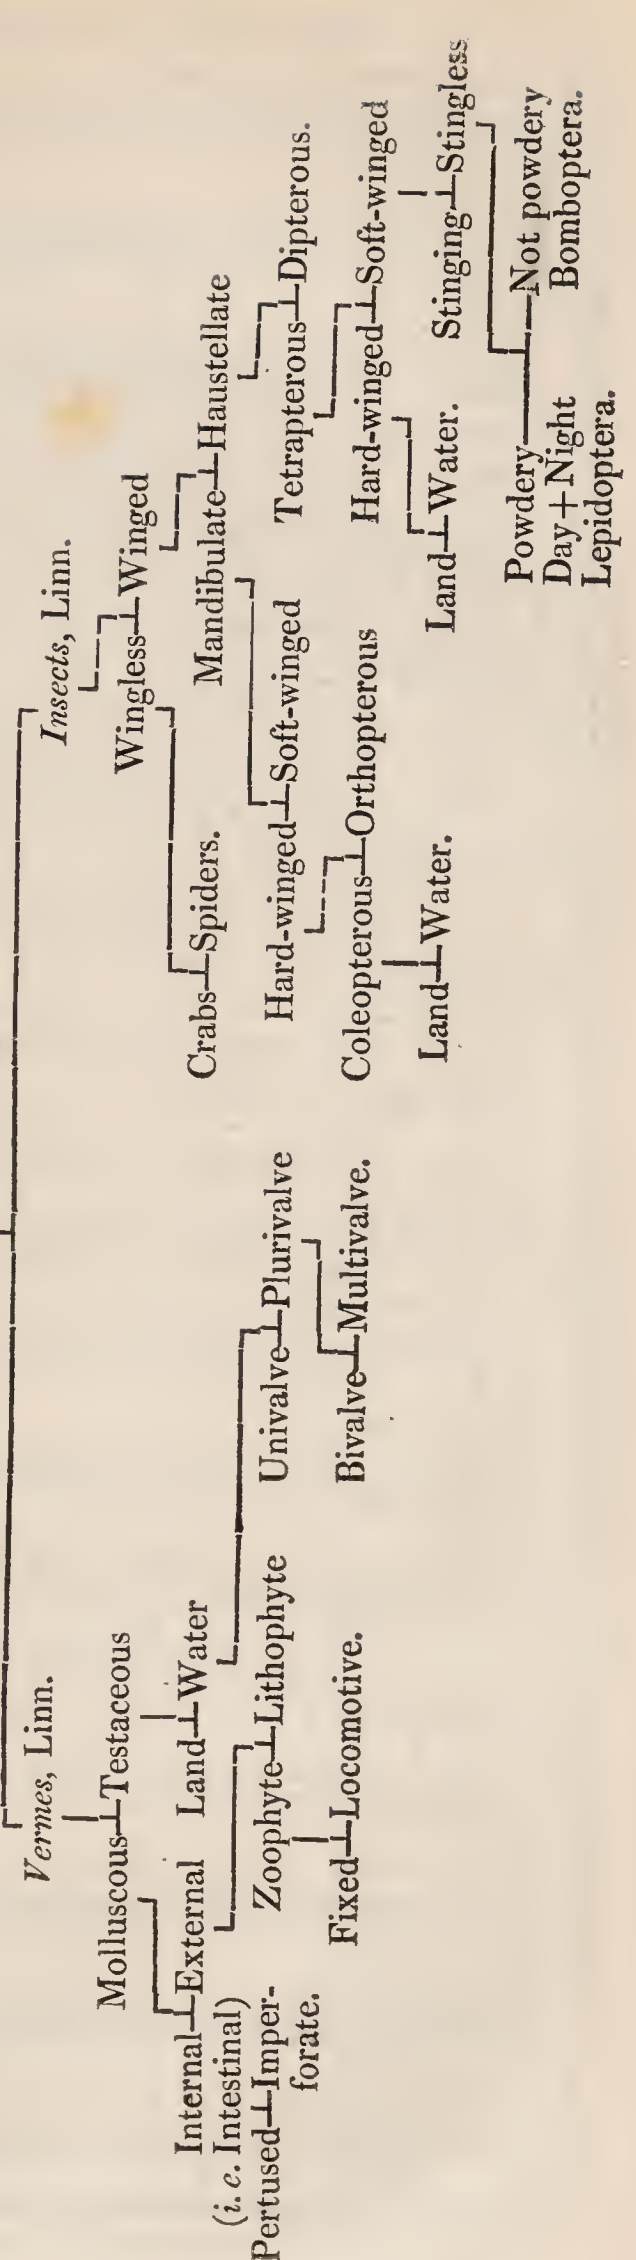 Vermes, Linn.
Insects, Linn.
Molluscous Testaceous
Wingless Winged
Internal External
Land Water
Crabs Spiders.
Mandibulate Haustellate
(i. c. Intestinal)
Pertused Imper-
forate.
Zoophyte Lithophyte
Univalve Plurivalve
Hard-winged Soft-winged
Tetrapterous Dipterous.
Fixed Locomotive.
Bivalve Multivalve.
Coleopterous Orthopterous
Hard-winged Soft-winged
Land Water.
Land Water.
Stinging Stingless
Powdery Not powdery
Day+Night
Bomboptera.
Lepidoptera.